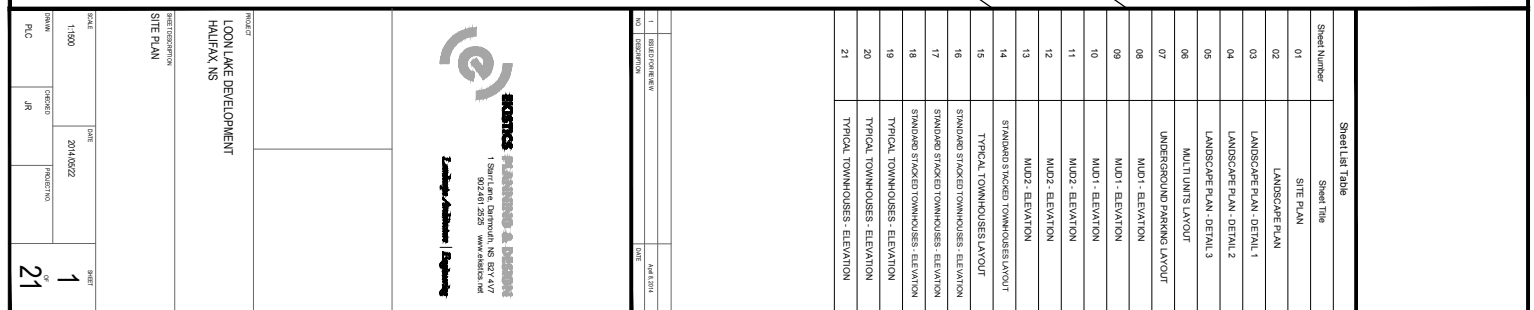 Sheet List Table
Sheet Number Sheet Title
01 SITE PLAN
02 LANDSCAPE PLAN
03 LANDSCAPE PLAN - DETAIL 1
04 LANDSCAPE PLAN - DETAIL 2
05 LANDSCAPE PLAN - DETAIL 3
06 MULTI UNITS LAYOUT
07 UNDERGROUND PARKING LAYOUT
08 MUD1 - ELEVATION
09 MUD1 - ELEVATION
10 MUD1 - ELEVATION
11 MUD2 - ELEVATION
12 MUD2 - ELEVATION
13 MUD2 - ELEVATION
14 STANDARD STACKED TOWNHOUSES LAYOUT
15 TYPICAL TOWNHOUSES LAYOUT
16 STANDARD STACKED TOWNHOUSES - ELEVATION
17 STANDARD STACKED TOWNHOUSES - ELEVATION
18 STANDARD STACKED TOWNHOUSES - ELEVATION
19 TYPICAL TOWNHOUSES - ELEVATION
20 TYPICAL TOWNHOUSES - ELEVATION
21 TYPICAL TOWNHOUSES - ELEVATION
1 ISSUED FOR REVIEW April 8, 2014
NO DESCRIPTION DATE
EKISTICS PLANNING & DESIGN
1 Starr Lane, Dartmouth, NS B2Y 4V7
902.461.2525 www.ekistics.net
Landscape Architecture | Engineering
PROJECT
LOON LAKE DEVELOPMENT
HALIFAX, NS
SHEET DESCRIPTION
SITE PLAN
SCALE DATE SHEET
1:1500 2014/05/22 1
DRAWN CHECKED PROJECT NO. OF
PLC JR 21